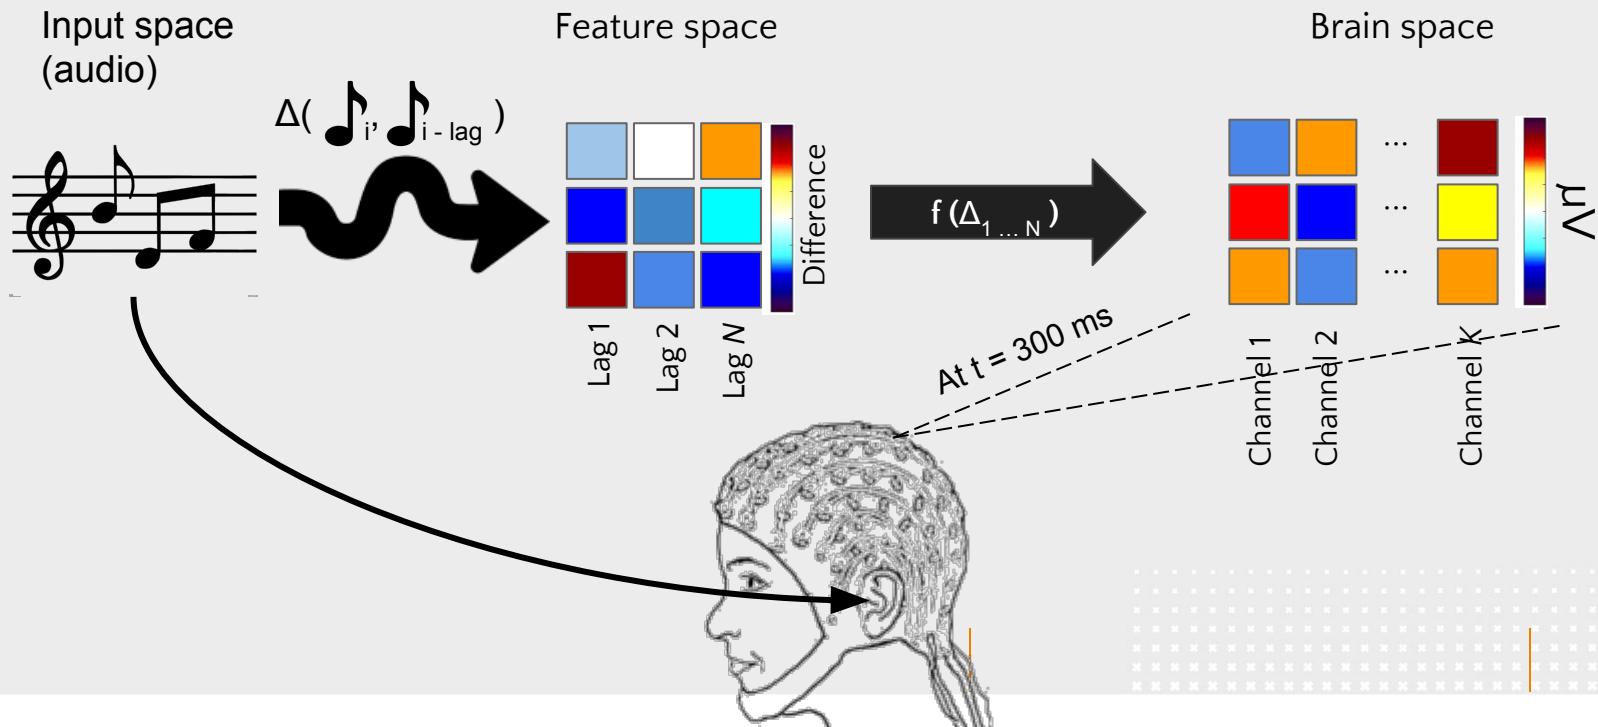 Input space
(audio)
Feature space
Brain space
Δ( ♪i, ♪i - lag )
Difference
Lag 1
Lag 2
Lag N
f (Δ1 ... N )
...
...
...
μV
Channel 1
Channel 2
Channel K
At t = 300 ms